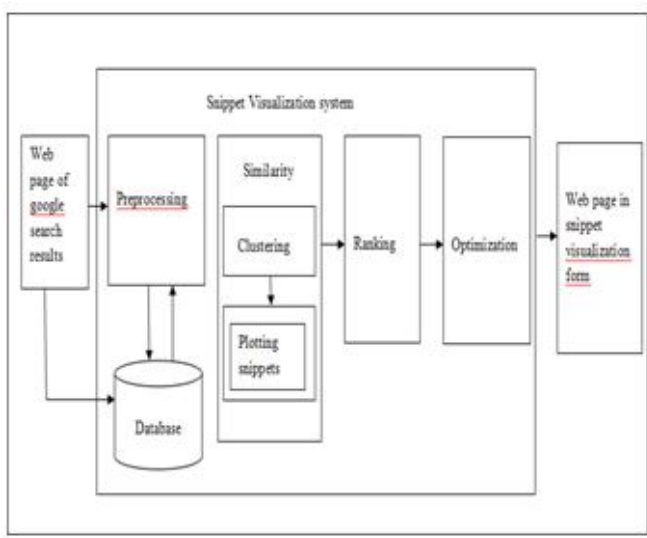 Snippet Visualization system
Web
page of
google
search
results
Preprocessing
Database
Similarity
Clustering
Plotting
snippets
Ranking
Optimization
Web page in
snippet
visualization
form